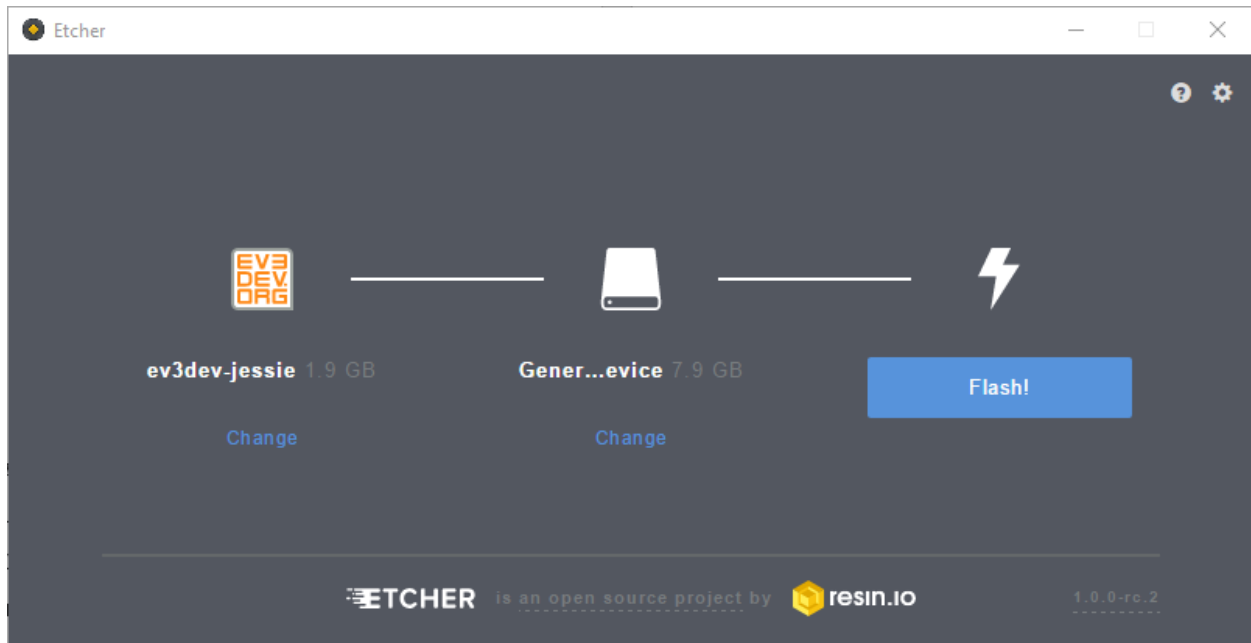 Etcher
EV3
DEV.
ORG
ev3dev-jessie 1.9 GB
Gener...evice 7.9 GB
Flash!
Change
Change
ETCHER is an open source project by resin.io 1.0.0-rc.2